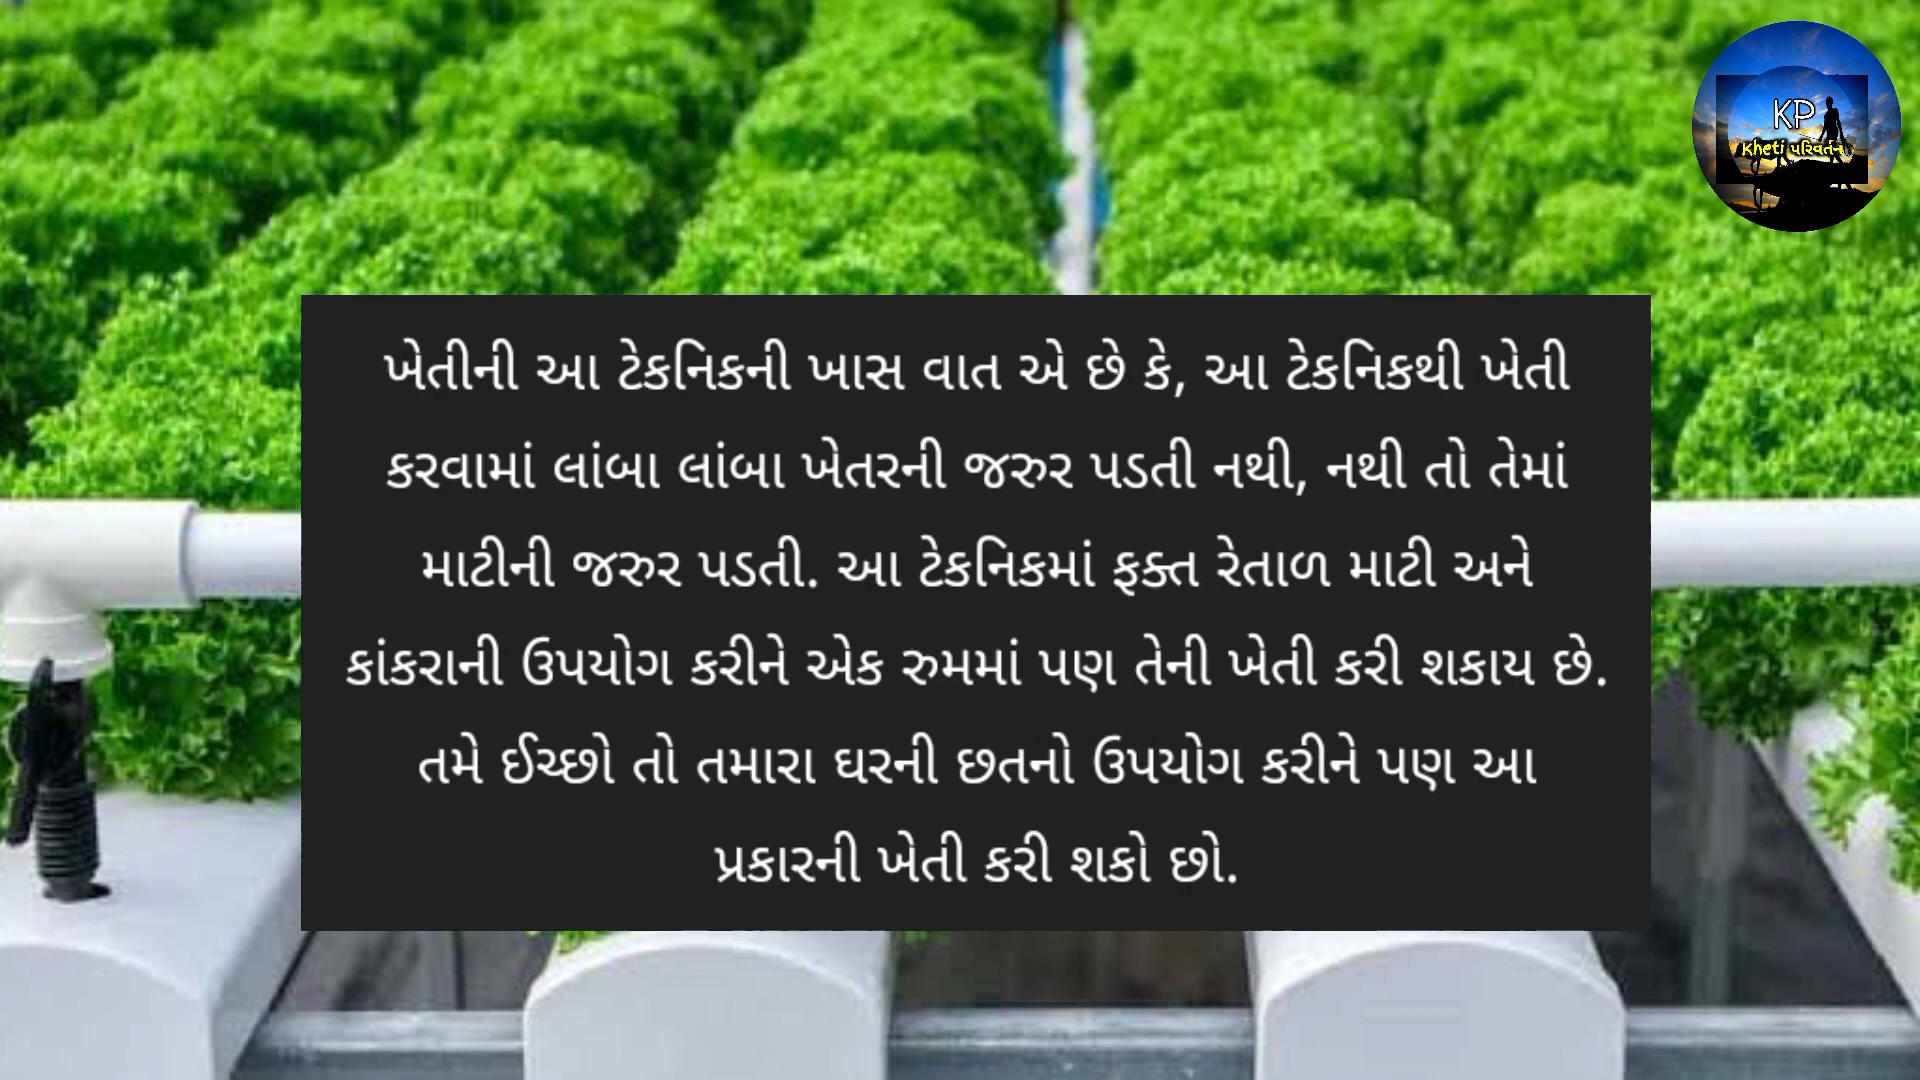 KP
Kheti પરિવર્તન
ખેતીની આ ટેકનિકની ખાસ વાત એ છે કે, આ ટેકનિકથી ખેતી
કરવામાં લાંબા લાંબા ખેતરની જરુર પડતી નથી, નથી તો તેમાં
માટીની જરુર પડતી. આ ટેકનિકમાં ફક્ત રેતાળ માટી અને
કાંકરાની ઉપયોગ કરીને એક રુમમાં પણ તેની ખેતી કરી શકાય છે.
તમે ઈચ્છો તો તમારા ઘરની છતનો ઉપયોગ કરીને પણ આ
પ્રકારની ખેતી કરી શકો છો.